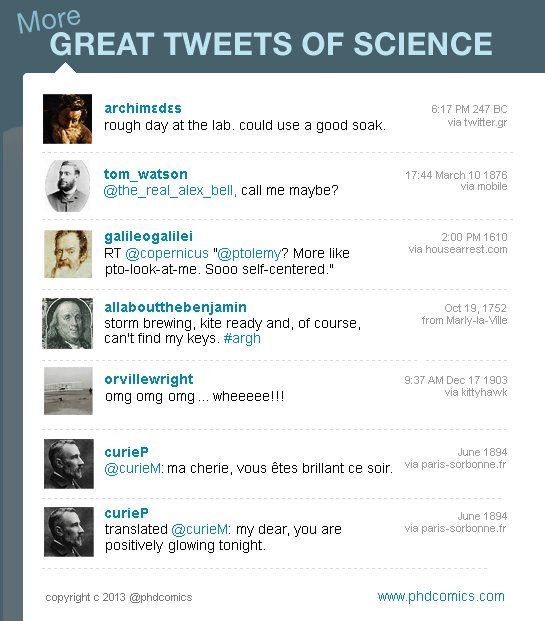 More
GREAT TWEETS OF SCIENCE
archimɛdɛs
6:17 PM 247 BC
rough day at the lab. could use a good soak.
via twitter.gr
tom_watson
17:44 March 10 1876
@the_real_alex_bell, call me maybe?
via mobile
galileogalilei
2:00 PM 1610
RT @copernicus "@ptolemy? More like
via housearrest.com
pto-look-at-me. Sooo self-centered."
allaboutthebenjamin
Oct 19, 1752
storm brewing, kite ready and, of course,
from Marly-la-Ville
can't find my keys. #argh
orvillewright
9:37 AM Dec 17 1903
omg omg omg ... wheeeee!!!
via kittyhawk
curieP
June 1894
@curieM: ma cherie, vous êtes brillant ce soir.
via paris-sorbonne.fr
curieP
June 1894
translated @curieM: my dear, you are
via paris-sorbonne.fr
positively glowing tonight.
copyright c 2013 @phdcomics
www.phdcomics.com